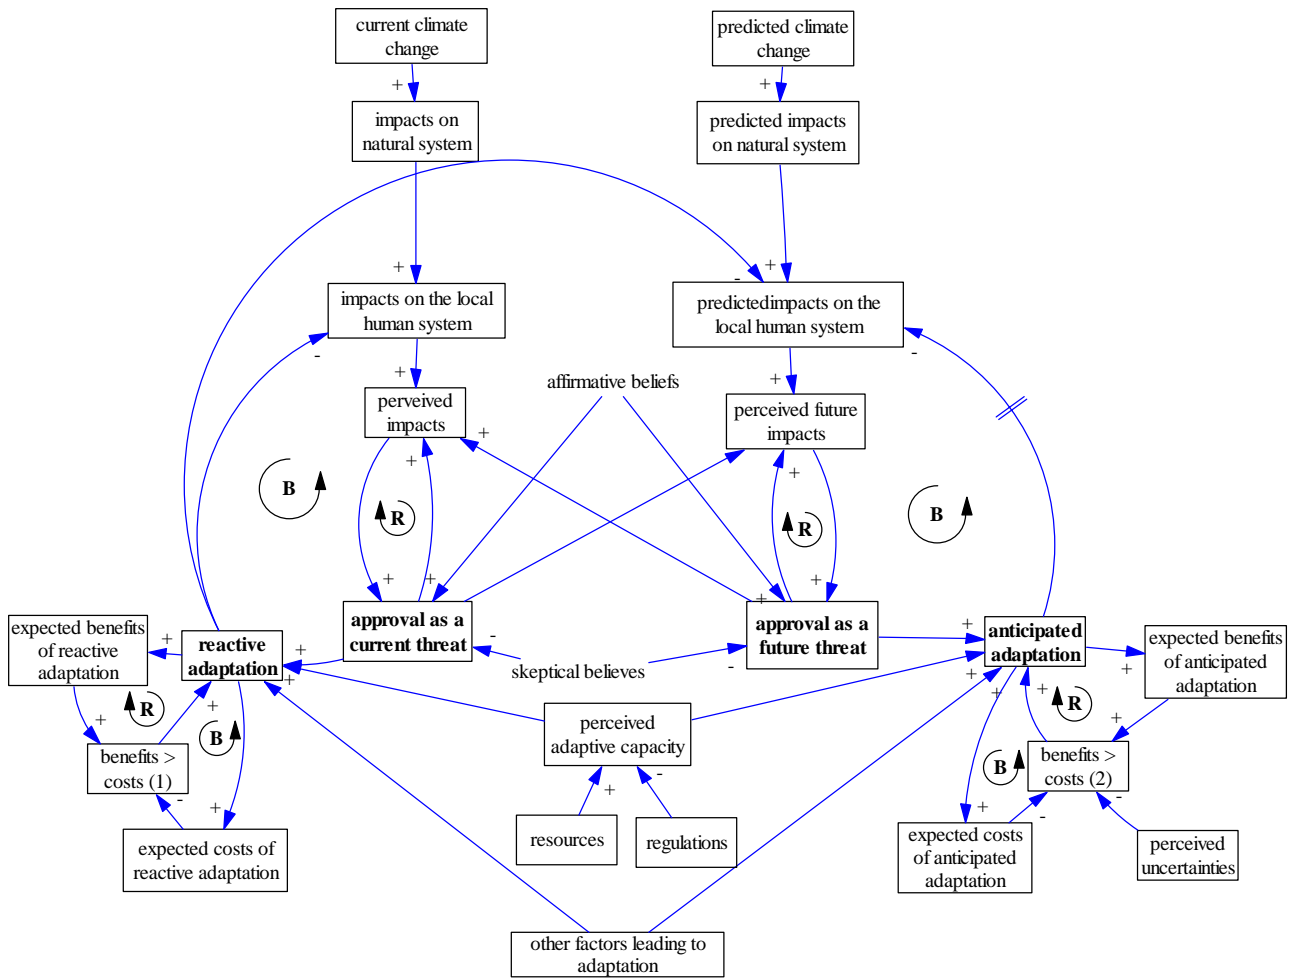 current climate
change
predicted climate
change
+
+
impacts on
natural system
predicted impacts
on natural system
+
+
-
impacts on the local
human system
predictedimpacts on the
local human system
-
-
+
+
affirmative beliefs
perveived
impacts
perceived future
impacts
+
+
+
B
R
R
B
+
+
+
+
approval as a
current threat
approval as a
future threat
expected benefits
of reactive
adaptation
+
reactive
adaptation
+
-
skeptical believes
-
+
+
anticipated
adaptation
expected benefits
of anticipated
adaptation
+
+
+
+
+
R
+
R
perceived
adaptive capacity
+
+
B
benefits >
costs (1)
benefits >
costs (2)
B
-
+
+
-
+
-
-
resources
regulations
expected costs of
reactive adaptation
expected costs
of anticipated
adaptation
perceived
uncertainties
other factors leading to
adaptation